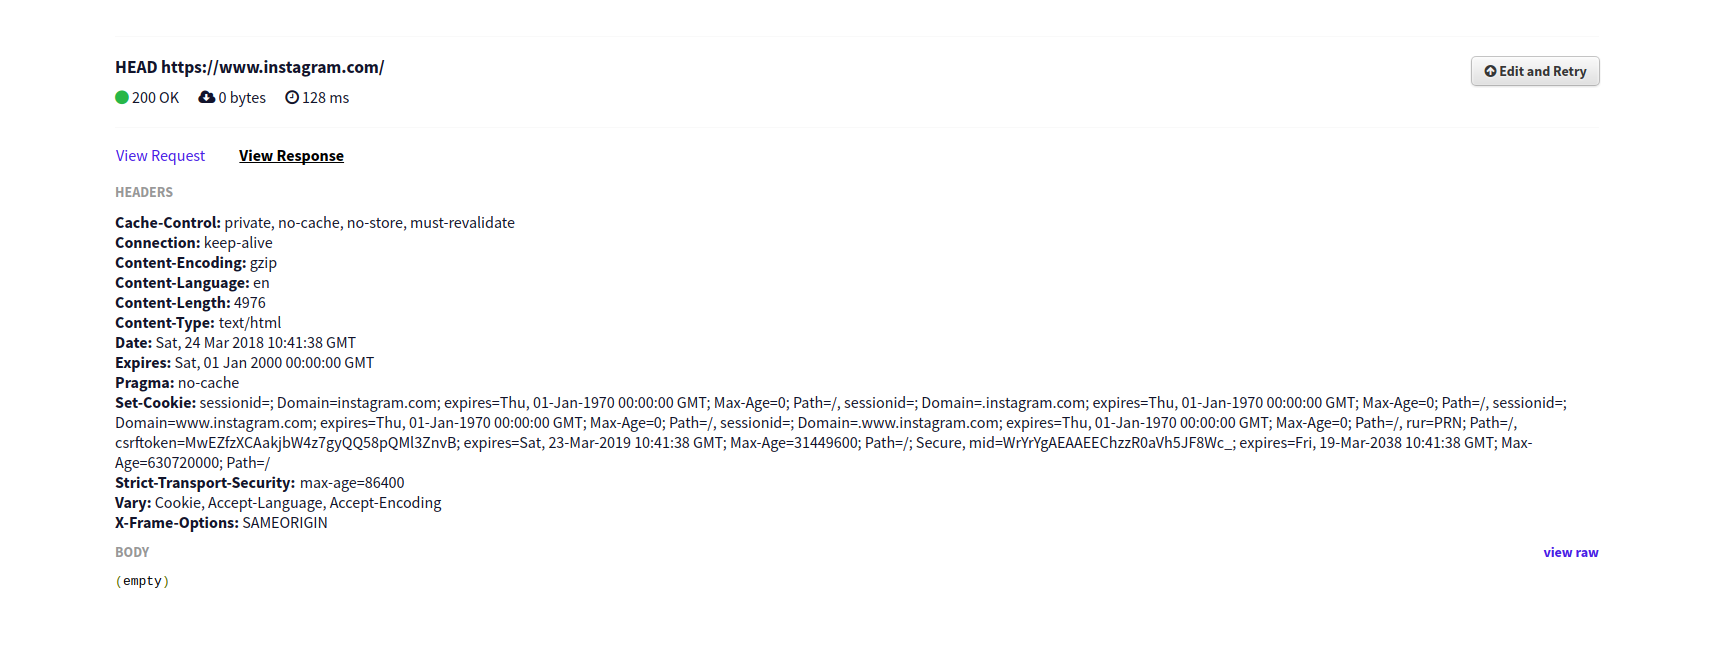 HEAD https://www.instagram.com/
Edit and Retry
200 OK 0 bytes 128 ms
View Request View Response
HEADERS
Cache-Control: private, no-cache, no-store, must-revalidate
Connection: keep-alive
Content-Encoding: gzip
Content-Language: en
Content-Length: 4976
Content-Type: text/html
Date: Sat, 24 Mar 2018 10:41:38 GMT
Expires: Sat, 01 Jan 2000 00:00:00 GMT
Pragma: no-cache
Set-Cookie: sessionid=; Domain=instagram.com; expires=Thu, 01-Jan-1970 00:00:00 GMT; Max-Age=0; Path=/, sessionid=; Domain=.instagram.com; expires=Thu, 01-Jan-1970 00:00:00 GMT; Max-Age=0; Path=/, sessionid=;
Domain=www.instagram.com; expires=Thu, 01-Jan-1970 00:00:00 GMT; Max-Age=0; Path=/, sessionid=; Domain=.www.instagram.com; expires=Thu, 01-Jan-1970 00:00:00 GMT; Max-Age=0; Path=/, rur=PRN; Path=/,
csrftoken=MwEZfzXCAakjbW4z7gyQQ58pQMl3ZnvB; expires=Sat, 23-Mar-2019 10:41:38 GMT; Max-Age=31449600; Path=/; Secure, mid=WrYrYgAEAAEEChzzR0aVh5JF8Wc_; expires=Fri, 19-Mar-2038 10:41:38 GMT; Max-
Age=630720000; Path=/
Strict-Transport-Security: max-age=86400
Vary: Cookie, Accept-Language, Accept-Encoding
X-Frame-Options: SAMEORIGIN
BODY
view raw
(empty)